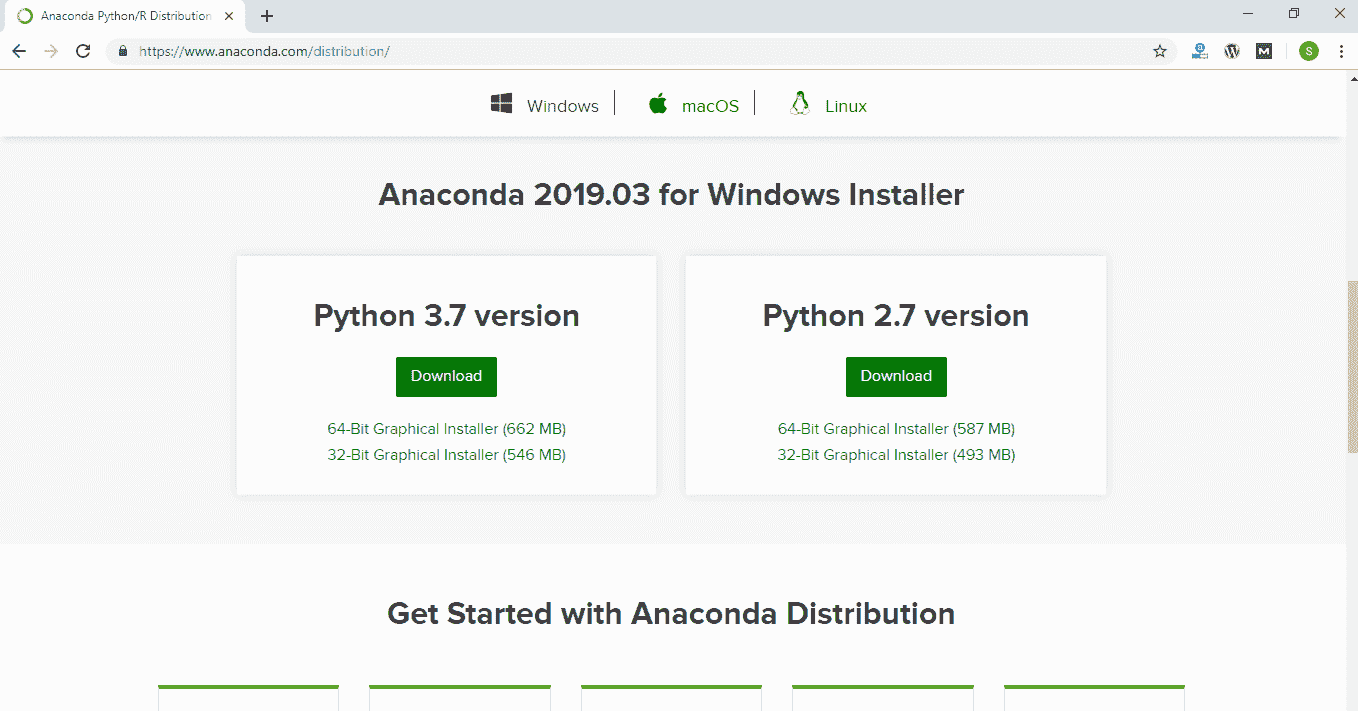 Anaconda Python/R Distribution
https://www.anaconda.com/distribution/
S
Windows
macOS
Linux
Anaconda 2019.03 for Windows Installer
Python 3.7 version
Download
64-Bit Graphical Installer (662 MB)
32-Bit Graphical Installer (546 MB)
Python 2.7 version
Download
64-Bit Graphical Installer (587 MB)
32-Bit Graphical Installer (493 MB)
Get Started with Anaconda Distribution